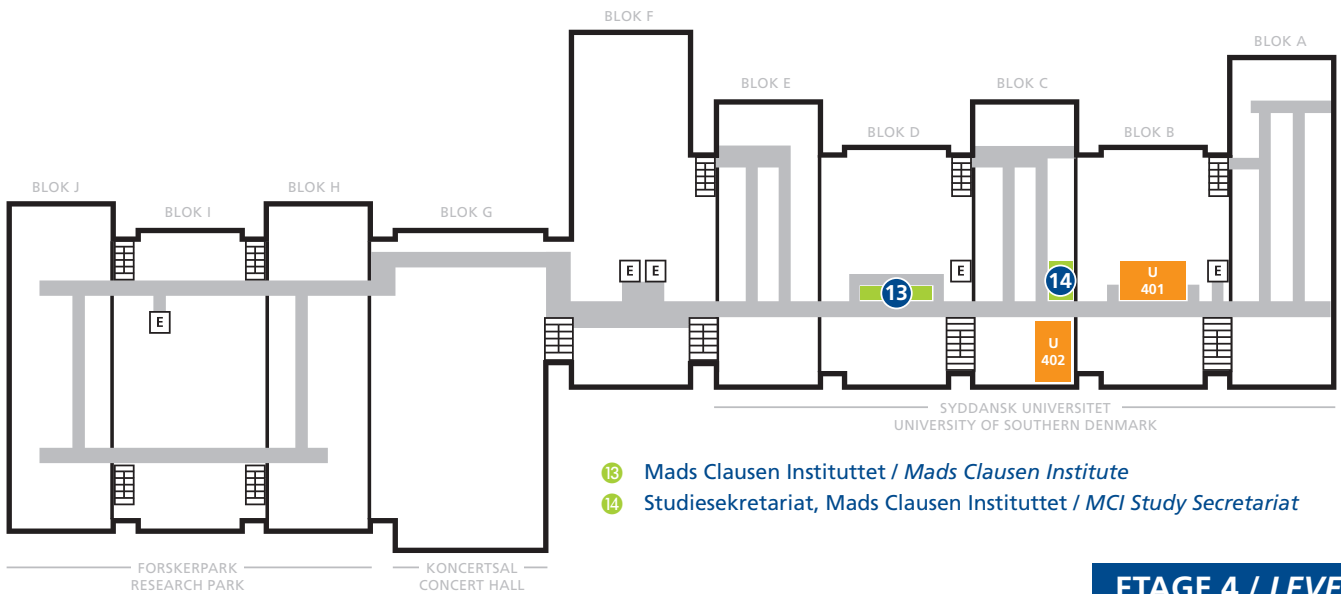 BLOK F
BLOK A
BLOK E
BLOK C
BLOK D
BLOK B
BLOK J
BLOK H
BLOK I
BLOK G
E
E
E
E
E
13
14
U
401
U
402
SYDDANSK UNIVERSITET
UNIVERSITY OF SOUTHERN DENMARK
13 Mads Clausen Instituttet / Mads Clausen Institute
14 Studiesekretariat, Mads Clausen Instituttet / MCI Study Secretariat
FORSKERPARK
RESEARCH PARK
KONCERTSAL
CONCERT HALL
ETAGE 4 / LEVE